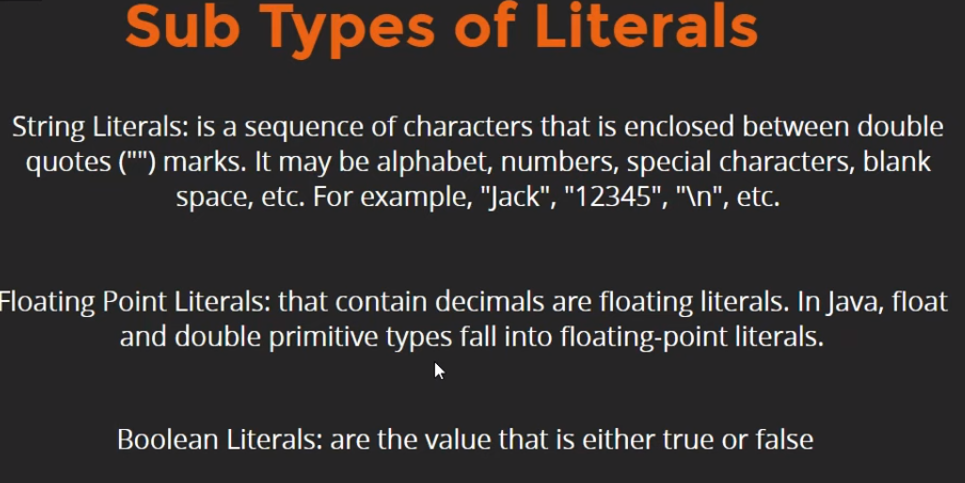 Sub Types of Literals
String Literals: is a sequence of characters that is enclosed between double
quotes ("") marks. It may be alphabet, numbers, special characters, blank
space, etc. For example, "Jack", "12345", "\n", etc.
Floating Point Literals: that contain decimals are floating literals. In Java, float
and double primitive types fall into floating-point literals.
Boolean Literals: are the value that is either true or false